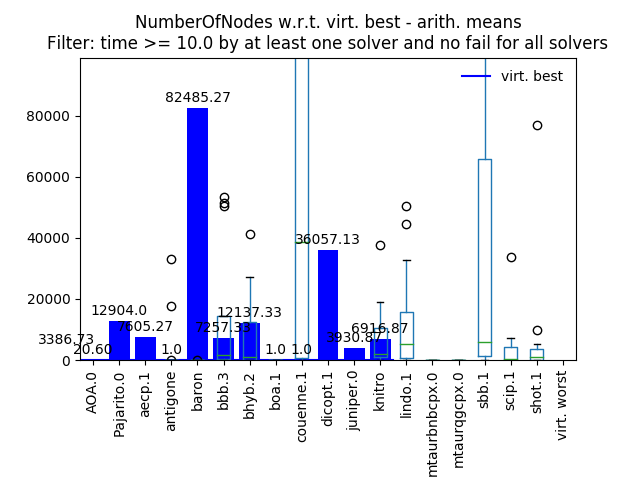 NumberOfNodes w.r.t. virt. best - arith. means
Filter: time >= 10.0 by at least one solver and no fail for all solvers
virt. best
80000
60000
40000
20000
0
82485.27
36057.13
12904.0
12137.33
7605.27
7257.33
6916.87
3930.87
3386.73
20.60
1.0
1.0
1.0
AOA.0
Pajarito.0
aecp.1
antigone
baron
bbb.3
bhyb.2
boa.1
couenne.1
dicopt.1
juniper.0
knitro
lindo.1
mtaurbnbcpx.0
mtaurqgcpx.0
sbb.1
scip.1
shot.1
virt. worst